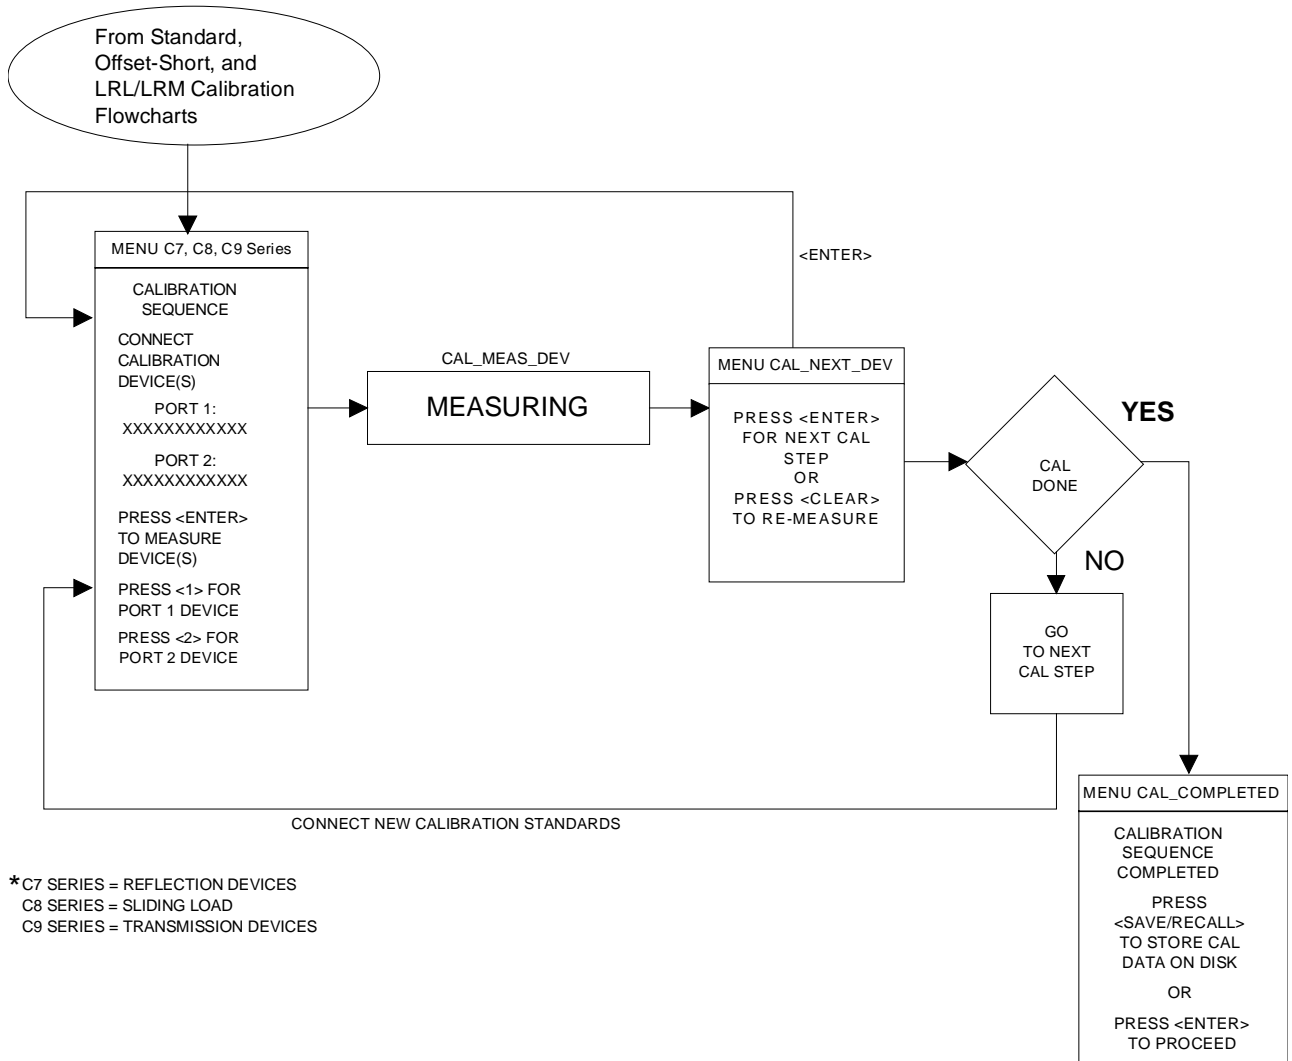 From Standard,
Offset-Short, and
LRL/LRM Calibration
Flowcharts
MENU C7, C8, C9 Series
CALIBRATION
SEQUENCE
CONNECT
CALIBRATION
DEVICE(S)
PORT 1:
XXXXXXXXXXXX
PORT 2:
XXXXXXXXXXXX
PRESS <ENTER>
TO MEASURE
DEVICE(S)
PRESS <1> FOR
PORT 1 DEVICE
PRESS <2> FOR
PORT 2 DEVICE
CAL_MEAS_DEV
MEASURING
<ENTER>
MENU CAL_NEXT_DEV
PRESS <ENTER>
FOR NEXT CAL
STEP
OR
PRESS <CLEAR>
TO RE-MEASURE
CAL
DONE
YES
NO
GO
TO NEXT
CAL STEP
CONNECT NEW CALIBRATION STANDARDS
MENU CAL_COMPLETED
CALIBRATION
SEQUENCE
COMPLETED
PRESS
<SAVE/RECALL>
TO STORE CAL
DATA ON DISK
OR
PRESS <ENTER>
TO PROCEED
*C7 SERIES = REFLECTION DEVICES
C8 SERIES = SLIDING LOAD
C9 SERIES = TRANSMISSION DEVICES